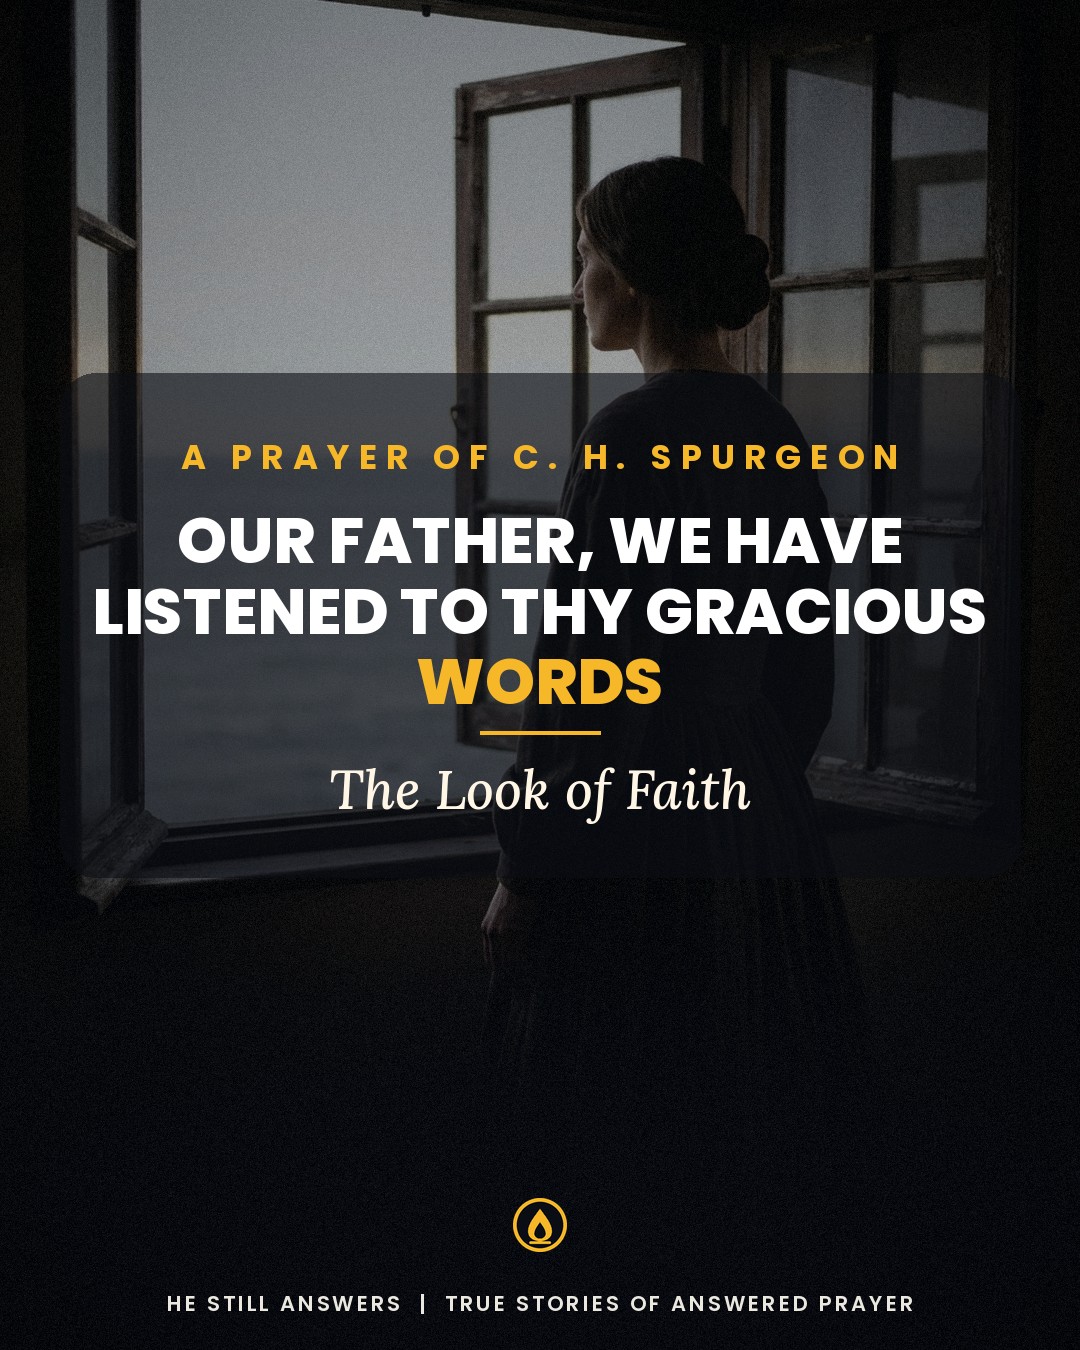 A PRAYER OF C. H. SPURGEON
OUR FATHER, WE HAVE
LISTENED TO THY GRACIOUS
WORDS
The Look of Faith
HE STILL ANSWERS | TRUE STORIES OF ANSWERED PRAYER